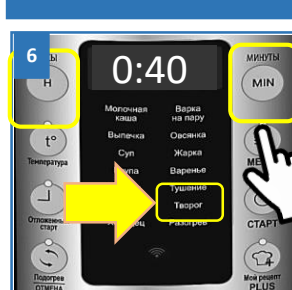 6
0:40
МИНУТЫ
H
MIN
Молочная каша
Варка на пару
Выпечка
Овсянка
Суп
Жарка
Варенье
t°
Температура
Тушение
Творог
Разогрев
Отложенный старт
СТАРТ
Подогрев
ОТМЕНА
Мой рецепт
PLUS